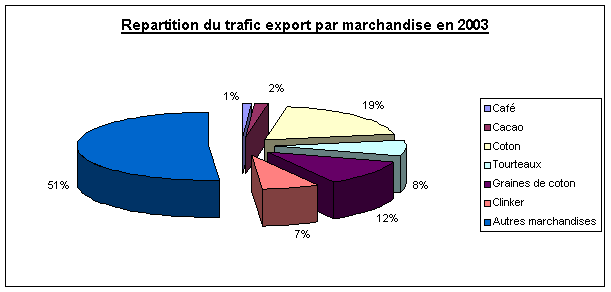 Repartition du trafic export par marchandise en 2003
1%
2%
19%
8%
12%
7%
51%
Café
Cacao
Coton
Tourteaux
Graines de coton
Clinker
Autres marchandises